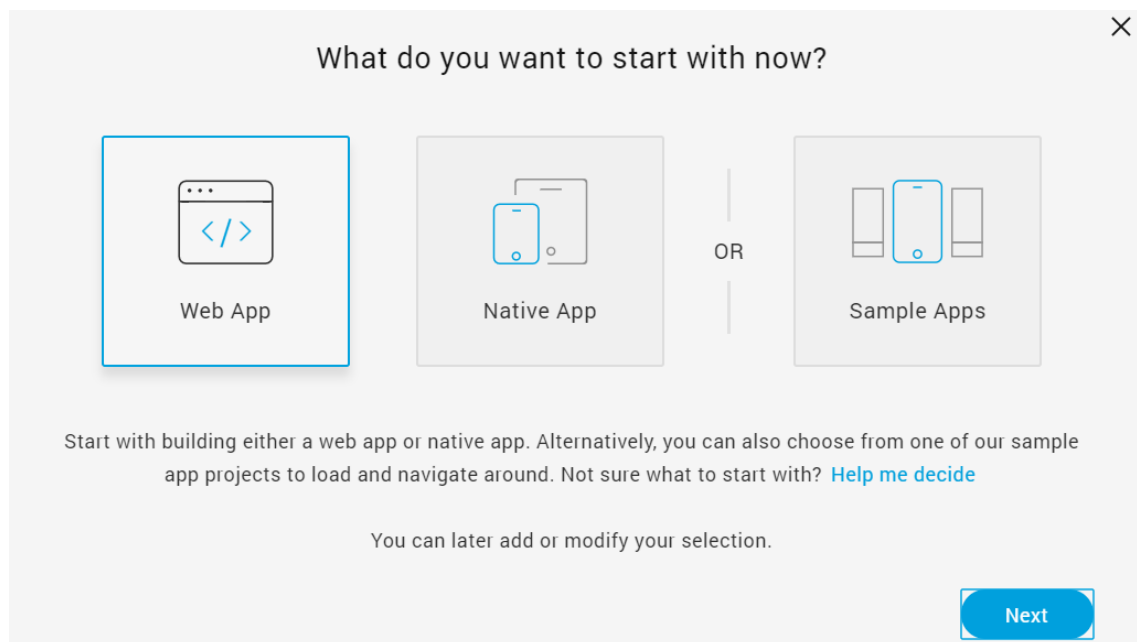 What do you want to start with now?
Web App
Native App
OR
Sample Apps
Start with building either a web app or native app. Alternatively, you can also choose from one of our sample
app projects to load and navigate around. Not sure what to start with? Help me decide
You can later add or modify your selection.
Next